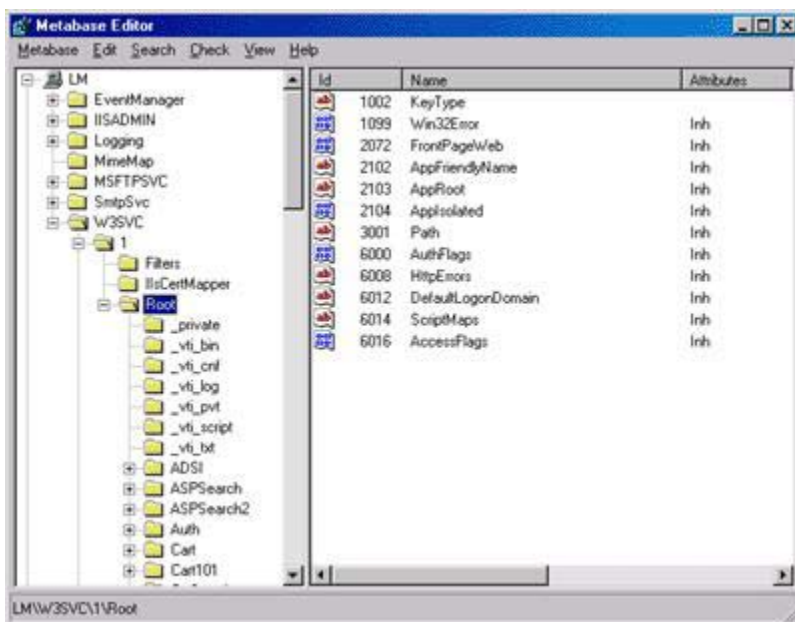 Metabase Editor
Metabase Edit Search Check View Help
LM
EventManager
IISADMIN
Logging
MimeMap
MSFTPSVC
SmtpSvc
W3SVC
1
Filters
IIsCertMapper
Root
_private
_vti_bin
_vti_cnf
_vti_log
_vti_pvt
_vti_script
_vti_txt
ADSI
ASPSearch
ASPSearch2
Auth
Cart
Cart101
Id Name Attributes
1002 KeyType
1099 Win32Error Inh
2072 FrontPageWeb Inh
2102 AppFriendlyName Inh
2103 AppRoot Inh
2104 AppIsolated Inh
3001 Path Inh
6000 AuthFlags Inh
6008 HttpErrors Inh
6012 DefaultLogonDomain Inh
6014 ScriptMaps Inh
6016 AccessFlags Inh
LM\W3SVC\1\Root